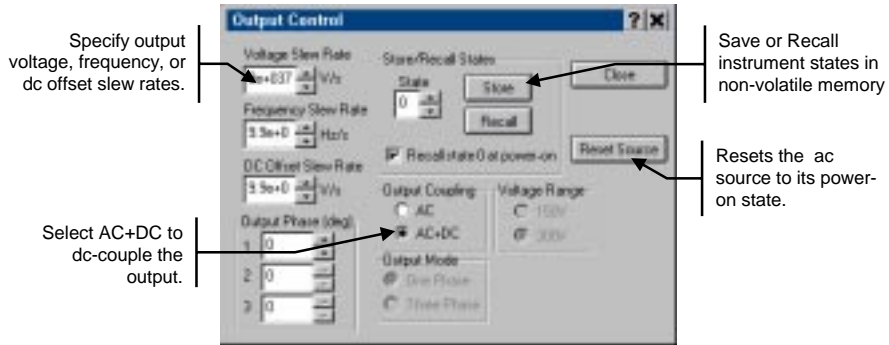 Output Control
Specify output
voltage, frequency, or
dc offset slew rates.
Voltage Slew Rate
e+037 V/s
Frequency Slew Rate
9.9e+0 Hz/s
DC Offset Slew Rate
9.9e+0 V/s
Output Phase (deg)
1 0
2 0
3 0
Select AC+DC to
dc-couple the
output.
Store/Recall States
State
0
Store
Recall
Recall state 0 at power-on
Output Coupling
AC
AC+DC
Output Mode
One Phase
Three Phase
Voltage Range
150V
300V
Close
Reset Source
Save or Recall
instrument states in
non-volatile memory
Resets the ac
source to its power-
on state.